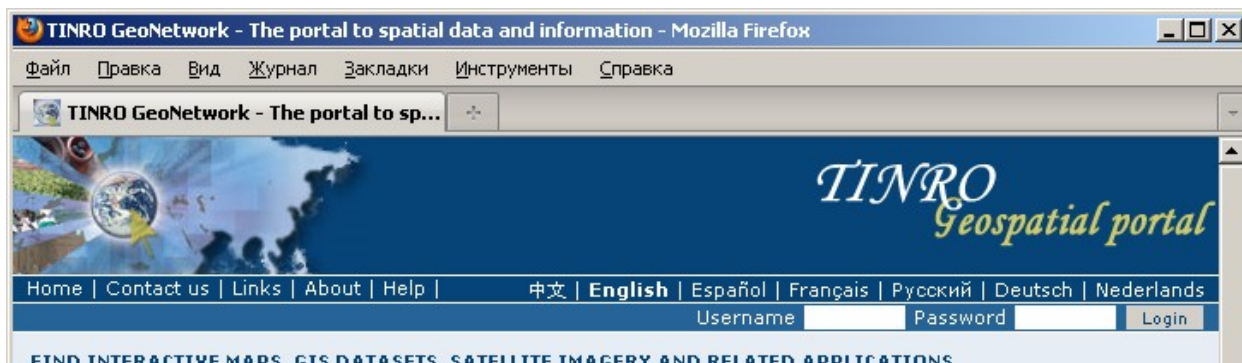 TINRO GeoNetwork - The portal to spatial data and information - Mozilla Firefox
Файл Правка Вид Журнал Закладки Инструменты Справка
TINRO GeoNetwork - The portal to sp...
TINRO
Geospatial portal
Home | Contact us | Links | About | Help | 中文 | English | Español | Français | Русский | Deutsch | Nederlands
Username Password Login
FIND INTERACTIVE MAPS, GIS DATASETS, SATELLITE IMAGERY AND RELATED APPLICATIONS